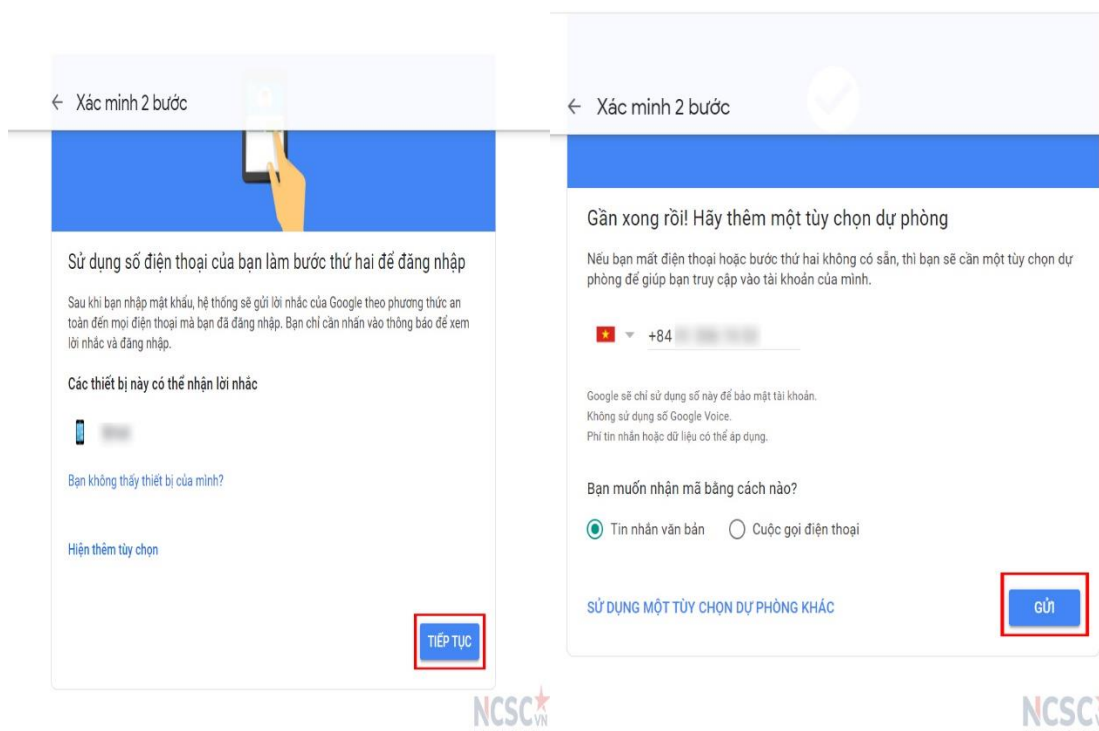 Xác minh 2 bước
Sử dụng số điện thoại của bạn làm bước thứ hai để đăng nhập
Sau khi bạn nhập mật khẩu, hệ thống sẽ gửi lời nhắc của Google theo phương thức an
toàn đến mọi điện thoại mà bạn đã đăng nhập. Bạn chỉ cần nhấn vào thông báo để xem
lời nhắc và đăng nhập.
Các thiết bị này có thể nhận lời nhắc
Bạn không thấy thiết bị của mình?
Hiện thêm tùy chọn
TIẾP TỤC
NCSC VN
Xác minh 2 bước
Gần xong rồi! Hãy thêm một tùy chọn dự phòng
Nếu bạn mất điện thoại hoặc bước thứ hai không có sẵn, thì bạn sẽ cần một tùy chọn dự
phòng để giúp bạn truy cập vào tài khoản của mình.
+84
Google sẽ chỉ sử dụng số này để bảo mật tài khoản.
Không sử dụng số Google Voice.
Phí tin nhắn hoặc dữ liệu có thể áp dụng.
Bạn muốn nhận mã bằng cách nào?
Tin nhắn văn bản Cuộc gọi điện thoại
SỬ DỤNG MỘT TÙY CHỌN DỰ PHÒNG KHÁC GỬI
NCSC